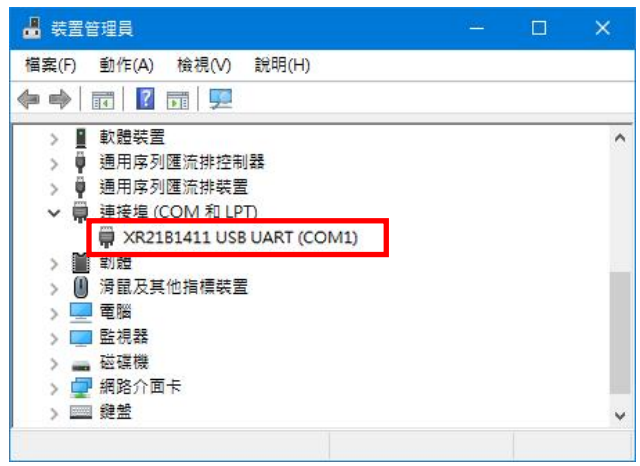 裝置管理員
檔案(F) 動作(A) 檢視(V) 說明(H)
軟體裝置
通用序列匯流排控制器
通用序列匯流排裝置
連接埠 (COM 和 LPT)
XR21B1411 USB UART (COM1)
韌體
滑鼠及其他指標裝置
電腦
監視器
磁碟機
網路介面卡
鍵盤